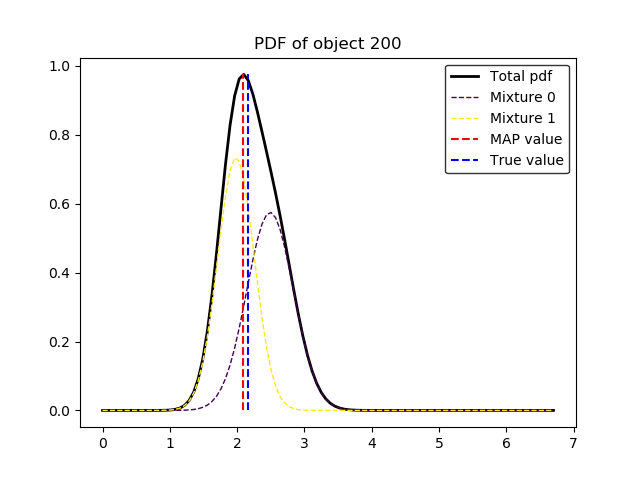 PDF of object 200
1.0
0.8
0.6
0.4
0.2
0.0
Total pdf
Mixture 0
Mixture 1
MAP value
True value
0 1 2 3 4 5 6 7